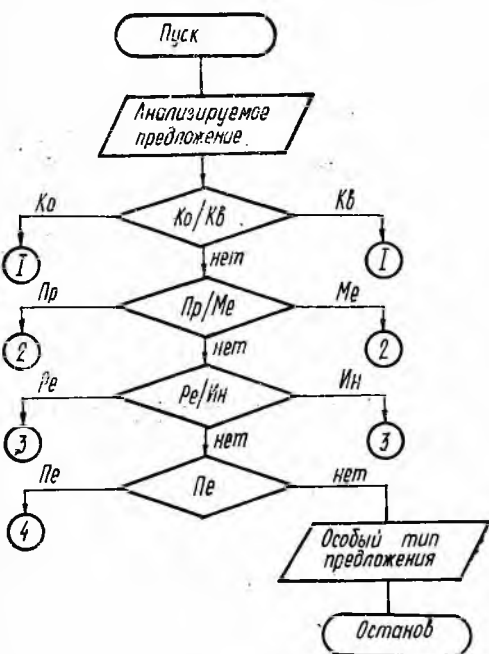 Пуск
Анализируемое
предложение
Ко
Ко/Кв
Кв
I
I
нет
Пр
Пр/Ме
Ме
2
2
нет
Ре
Ре/Ин
Ин
3
3
нет
Пе
Пе
нет
4
Особый тип
предложения
Останов